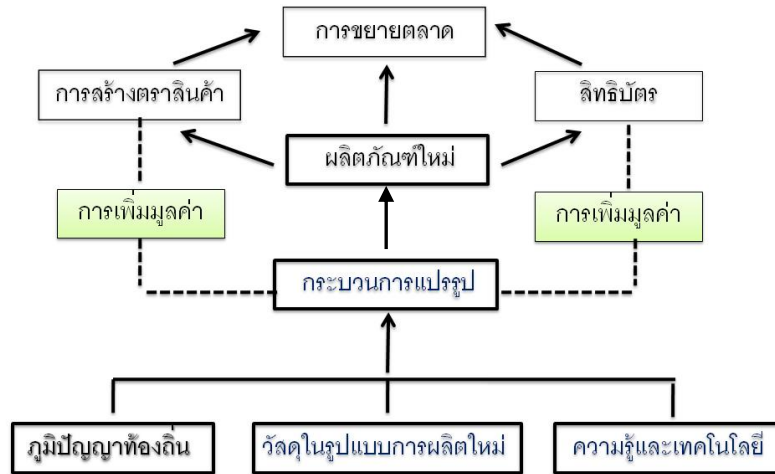 การขยายตลาด
การสร้างตราสินค้า
สิทธิบัตร
ผลิตภัณฑ์ใหม่
การเพิ่มมูลค่า
การเพิ่มมูลค่า
กระบวนการแปรรูป
ภูมิปัญญาท้องถิ่น
วัสดุในรูปแบบการผลิตใหม่
ความรู้และเทคโนโลยี่